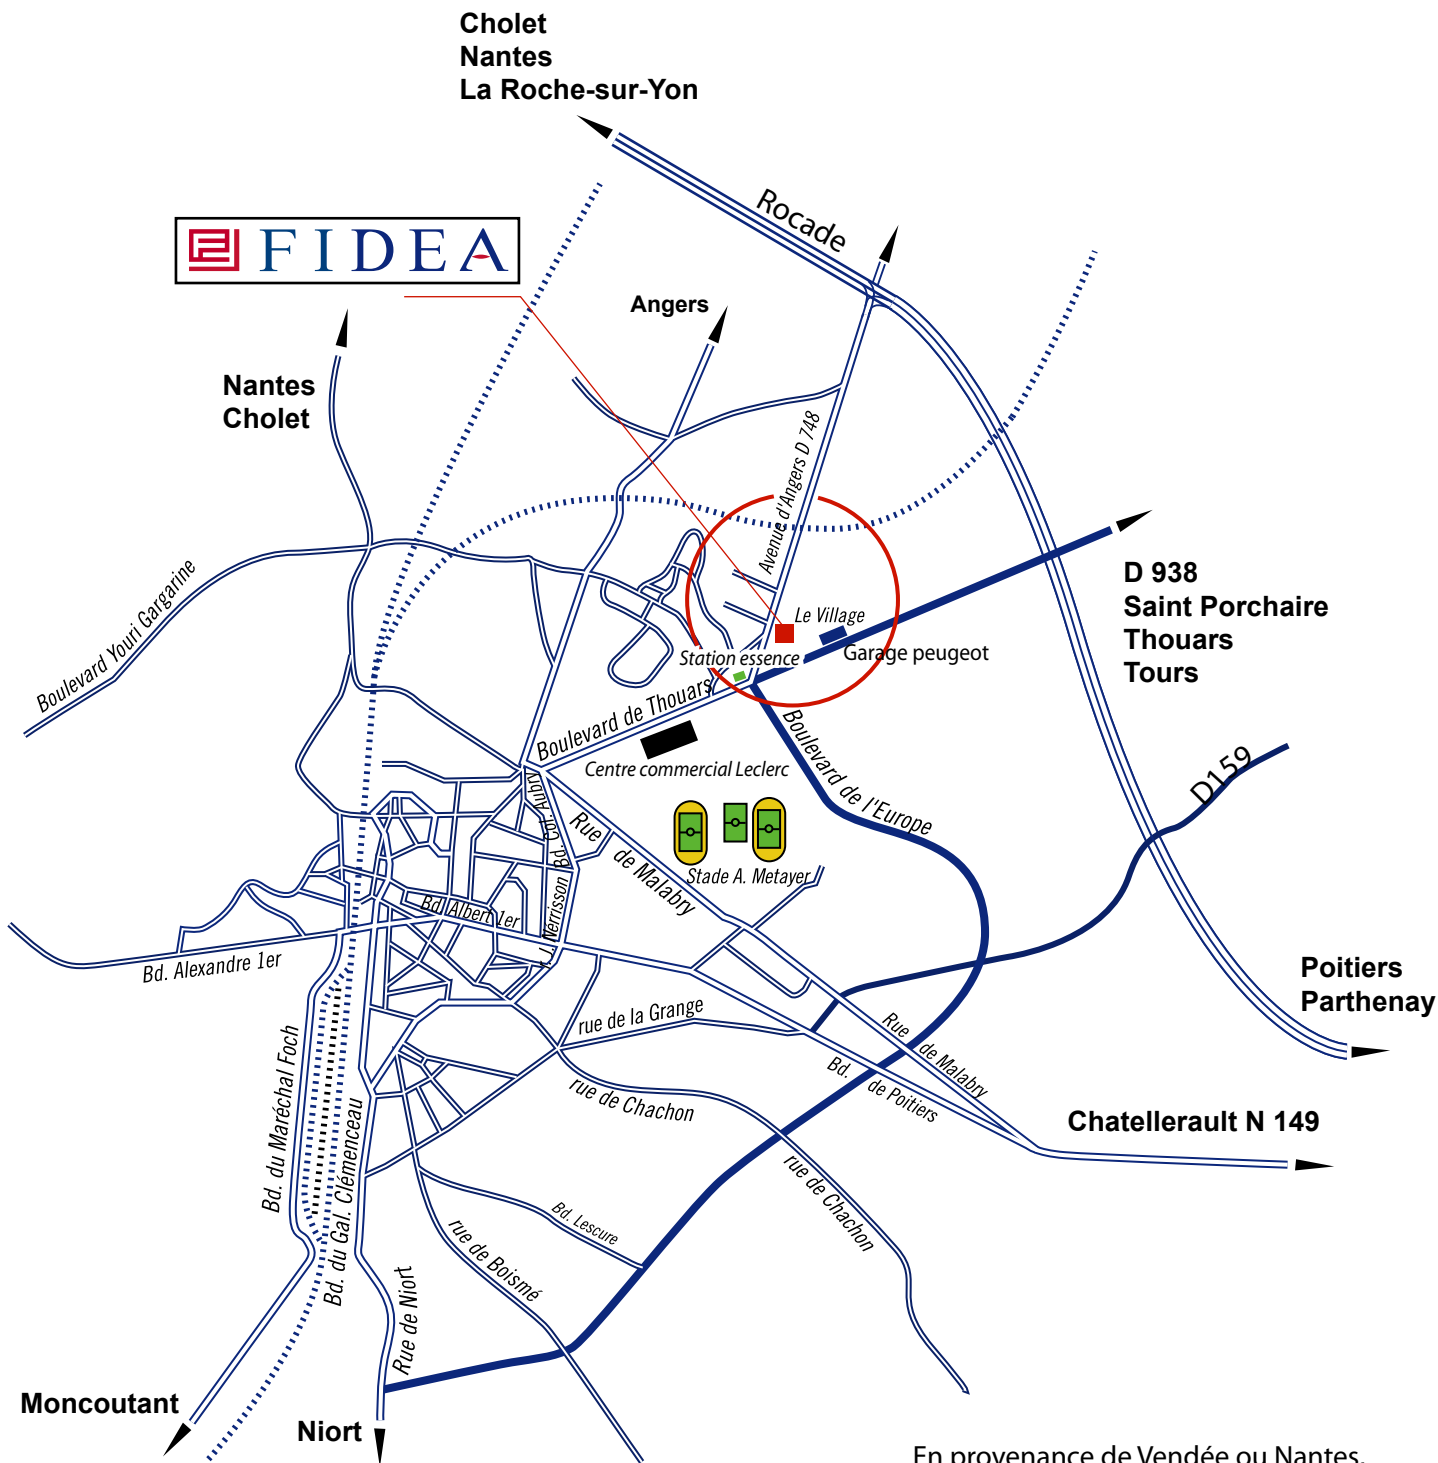 Cholet
Nantes
La Roche-sur-Yon
Rocade
FIDEA
Angers
Nantes
Cholet
Avenue d'Angers D 748
D 938
Saint Porchaire
Thouars
Tours
Boulevard Youri Gargarine
Le Village
Garage peugeot
Station essence
Boulevard de Thouars
Centre commercial Leclerc
Boulevard de l'Europe
D159
Bd. Col. Aubry
Rue de Malabry
Stade A. Metayer
r. J. Nerrisson
Bd. Albert 1er
Bd. Alexandre 1er
Poitiers
Parthenay
rue de la Grange
Rue de Malabry
Bd. de Poitiers
Bd. du Maréchal Foch
rue de Chachon
Chatellerault N 149
Bd. du Gal. Clémenceau
rue de Chachon
Bd. Lescure
rue de Boismé
Rue de Niort
Moncoutant
Niort
En provenance de Vendée ou Nantes,